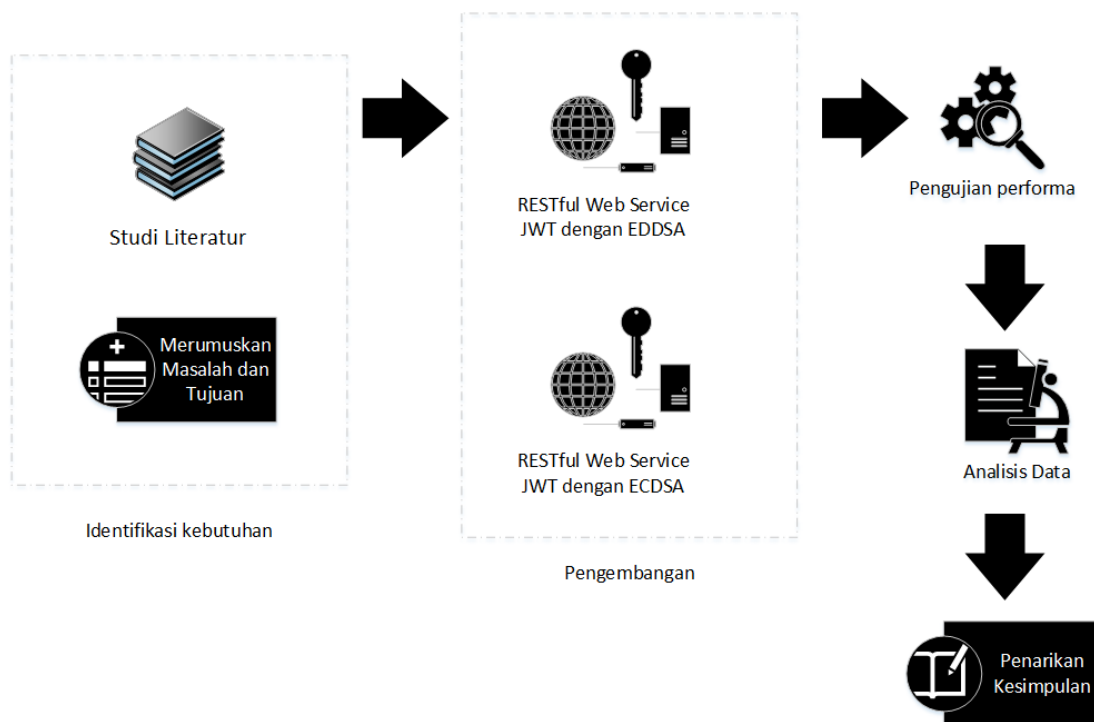 Studi Literatur
Merumuskan
Masalah dan
Tujuan
Identifikasi kebutuhan
RESTful Web Service
JWT dengan EDDSA
RESTful Web Service
JWT dengan ECDSA
Pengembangan
Pengujian performa
Analisis Data
Penarikan
Kesimpulan